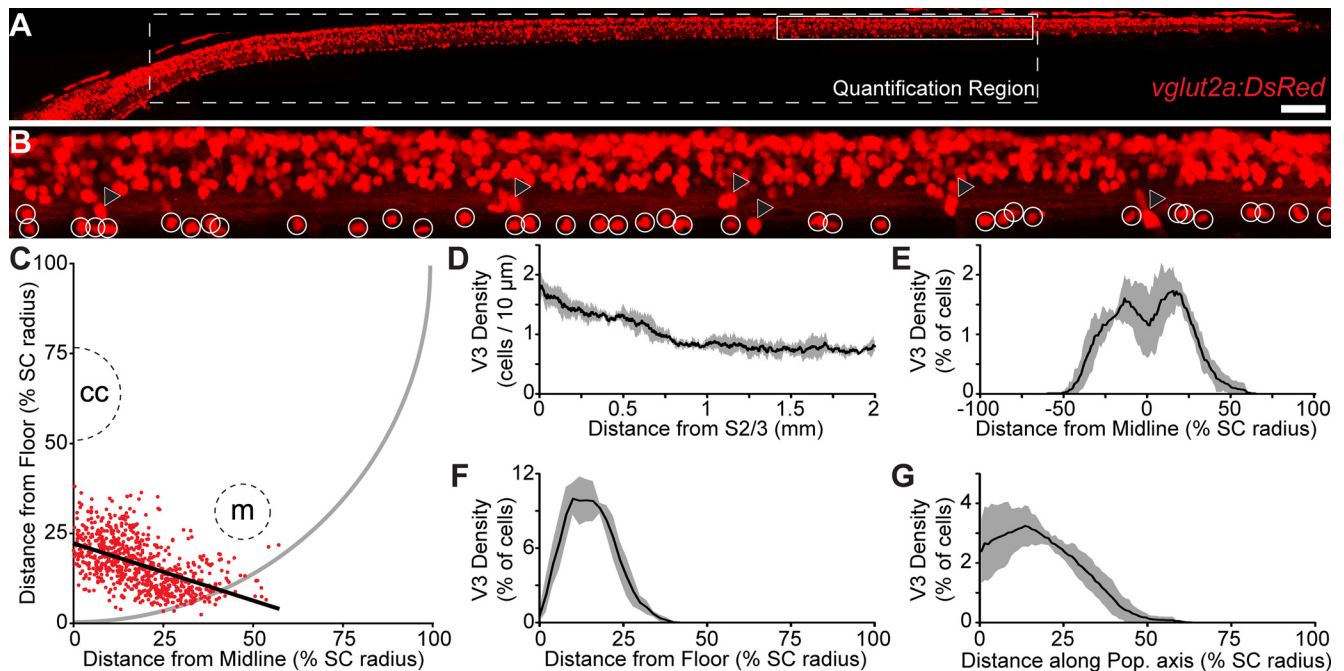 A
Quantification Region
vglut2a:DsRed
B
C
100
75
50
25
0
0 25 50 75 100
cc
m
Distance from Floor (% SC radius)
Distance from Midline (% SC radius)
D
2
1
0
0 0.5 1 1.5 2
V3 Density
(cells / 10 µm)
Distance from S2/3 (mm)
E
2
1
0
-100 -50 0 50 100
V3 Density
(% of cells)
Distance from Midline (% SC radius)
F
12
9
6
3
0
0 25 50 75 100
V3 Density
(% of cells)
Distance from Floor (% SC radius)
G
4
2
0
0 25 50 75 100
V3 Density
(% of cells)
Distance along Pop. axis (% SC radius)